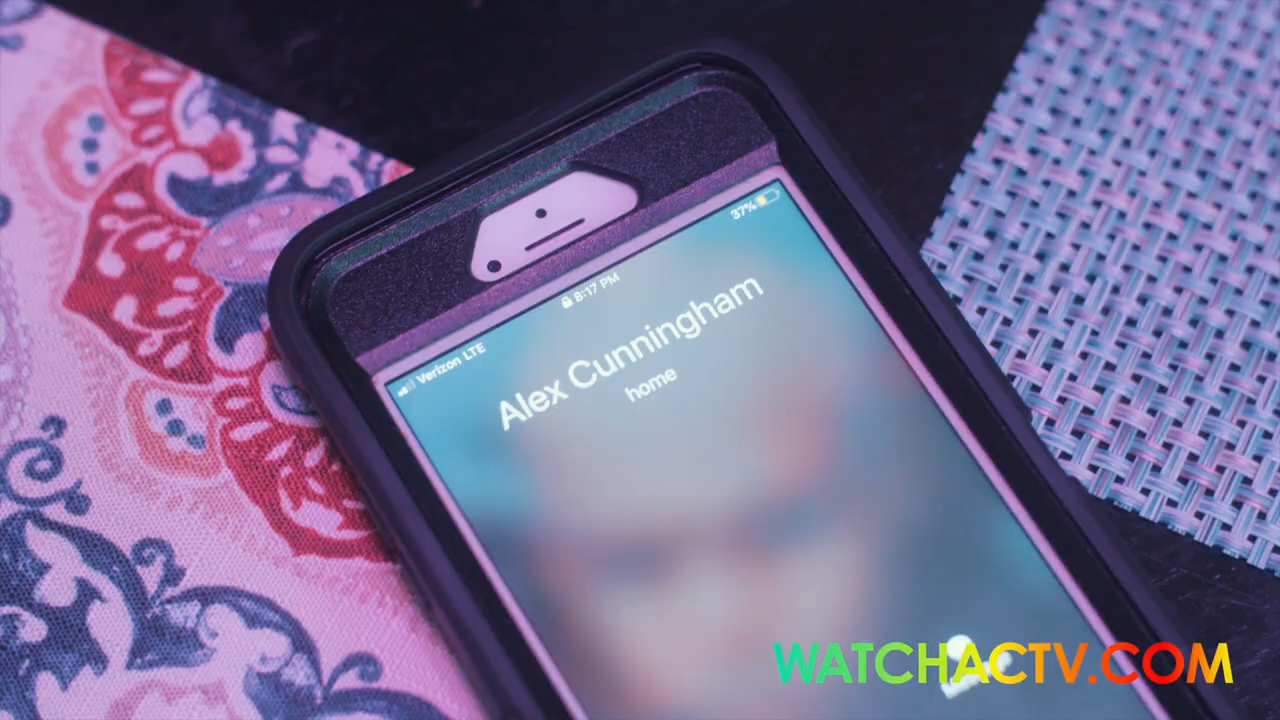 37%
8:17 PM
Verizon LTE
Alex Cunningham
home
WATCHACTV.COM